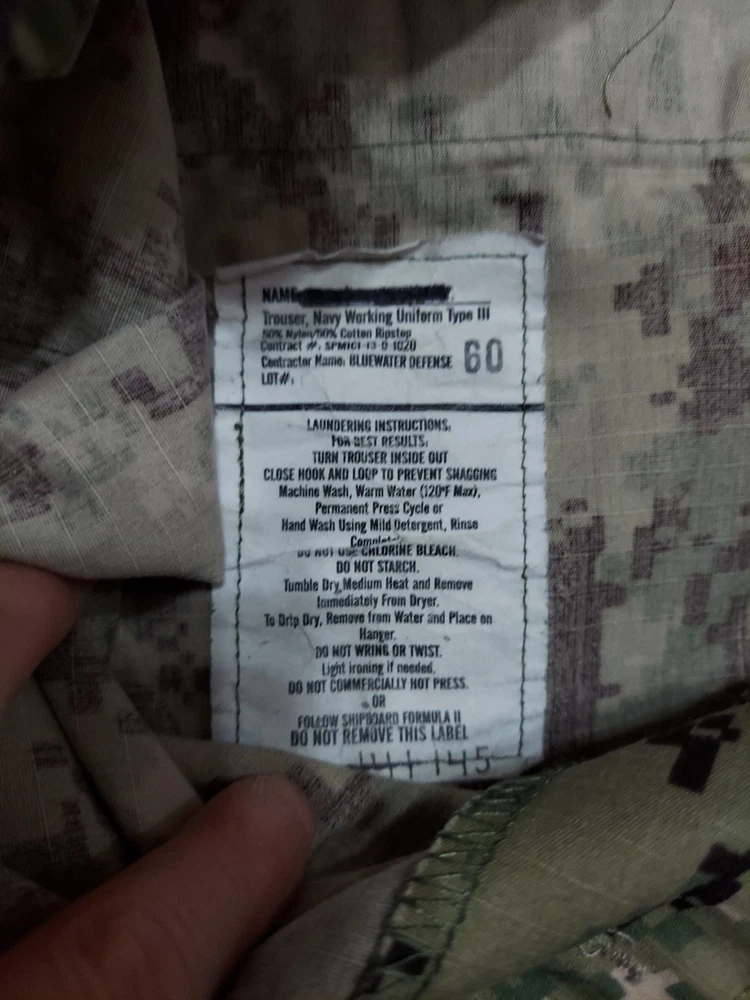 NAME
Trouser, Navy Working Uniform Type III
50% Nylon/50% Cotton Ripstop
Contract #: SPM1C1-13-D-1020
Contractor Name: BLUEWATER DEFENSE 60
LOT#:
LAUNDERING INSTRUCTIONS:
FOR BEST RESULTS:
TURN TROUSER INSIDE OUT
CLOSE HOOK AND LOOP TO PREVENT SNAGGING
Machine Wash, Warm Water (120°F Max),
Permanent Press Cycle or
Hand Wash Using Mild Detergent, Rinse
DO NOT USE CHLORINE BLEACH.
DO NOT STARCH.
Tumble Dry Medium Heat and Remove
Immediately From Dryer.
To Drip Dry, Remove from Water and Place on
Hanger.
DO NOT WRING OR TWIST.
Light ironing if needed.
DO NOT COMMERCIALLY HOT PRESS.
OR
FOLLOW SHIPBOARD FORMULA II
DO NOT REMOVE THIS LABEL